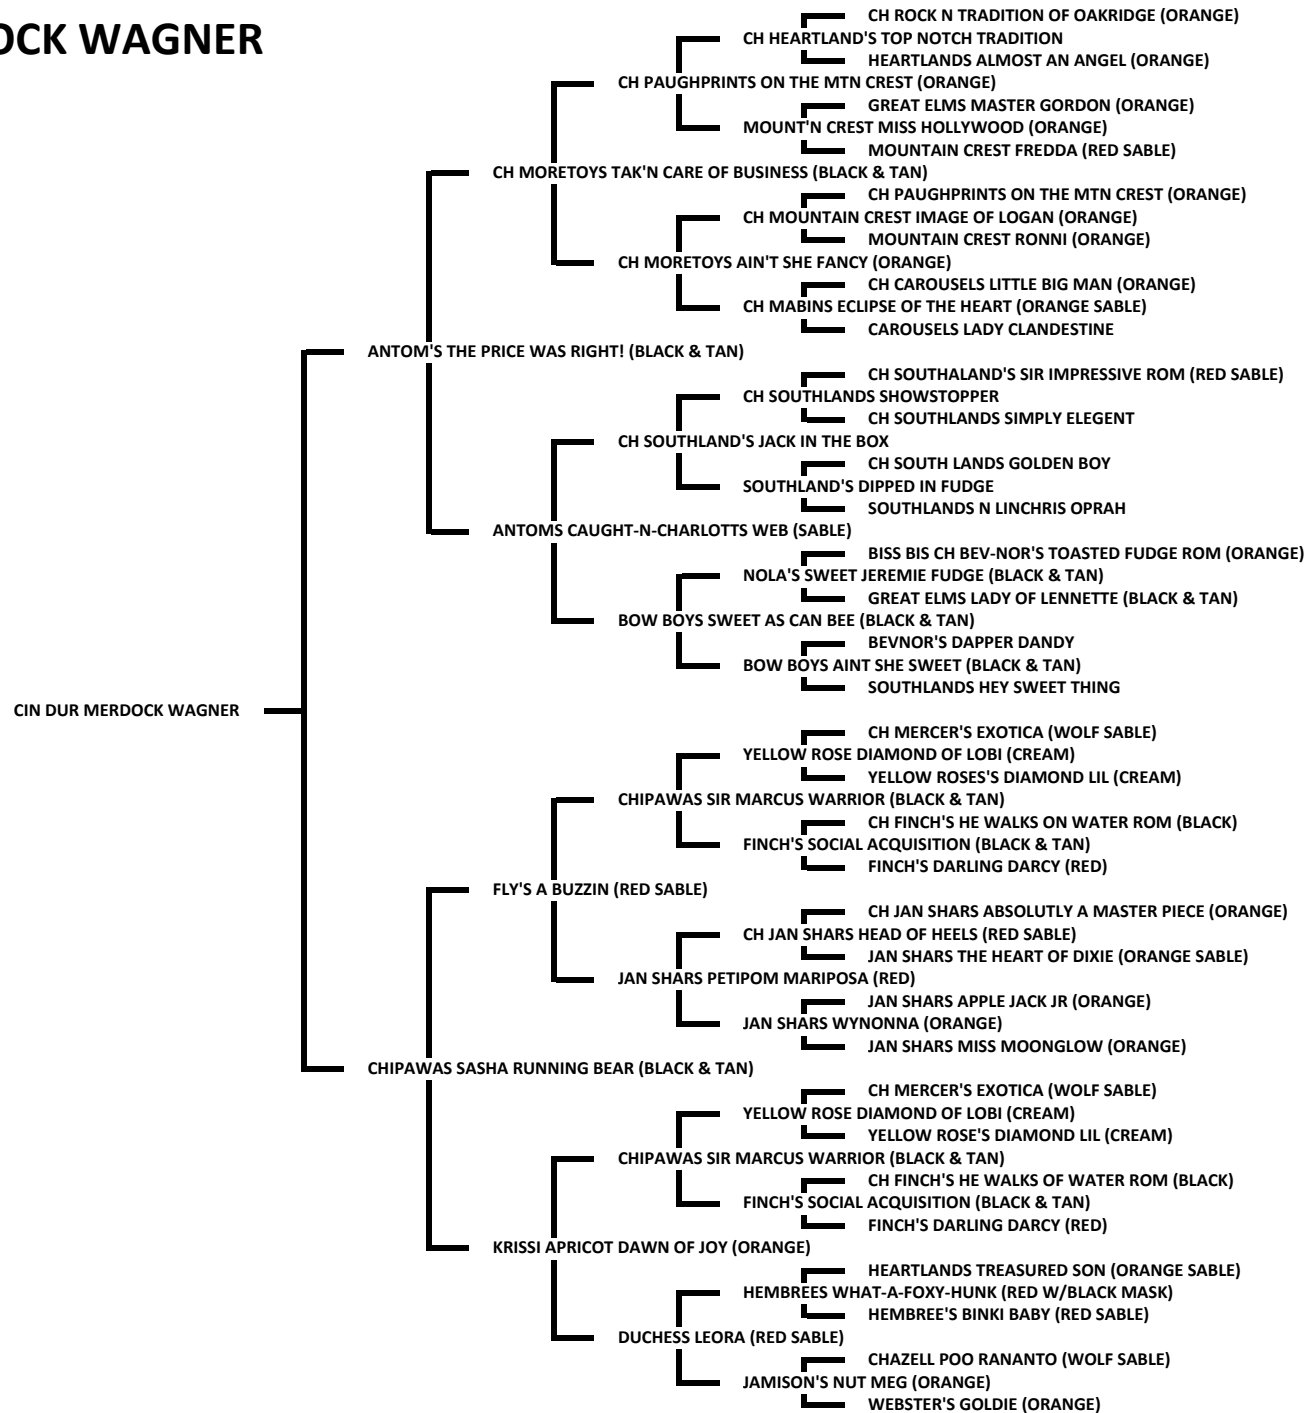 OCK WAGNER
CH ROCK N TRADITION OF OAKRIDGE (ORANGE)
CH HEARTLAND'S TOP NOTCH TRADITION
HEARTLANDS ALMOST AN ANGEL (ORANGE)
CH PAUGHPRINTS ON THE MTN CREST (ORANGE)
GREAT ELMS MASTER GORDON (ORANGE)
MOUNT'N CREST MISS HOLLYWOOD (ORANGE)
MOUNTAIN CREST FREDDA (RED SABLE)
CH MORETOYS TAK'N CARE OF BUSINESS (BLACK & TAN)
CH PAUGHPRINTS ON THE MTN CREST (ORANGE)
CH MOUNTAIN CREST IMAGE OF LOGAN (ORANGE)
MOUNTAIN CREST RONNI (ORANGE)
CH MORETOYS AIN'T SHE FANCY (ORANGE)
CH CAROUSELS LITTLE BIG MAN (ORANGE)
CH MABINS ECLIPSE OF THE HEART (ORANGE SABLE)
CAROUSELS LADY CLANDESTINE
ANTOM'S THE PRICE WAS RIGHT! (BLACK & TAN)
CH SOUTHALAND'S SIR IMPRESSIVE ROM (RED SABLE)
CH SOUTHLANDS SHOWSTOPPER
CH SOUTHLANDS SIMPLY ELEGENT
CH SOUTHLAND'S JACK IN THE BOX
CH SOUTH LANDS GOLDEN BOY
SOUTHLAND'S DIPPED IN FUDGE
SOUTHLANDS N LINCHRIS OPRAH
ANTOMS CAUGHT-N-CHARLOTTS WEB (SABLE)
BISS BIS CH BEV-NOR'S TOASTED FUDGE ROM (ORANGE)
NOLA'S SWEET JEREMIE FUDGE (BLACK & TAN)
GREAT ELMS LADY OF LENNETTE (BLACK & TAN)
BOW BOYS SWEET AS CAN BEE (BLACK & TAN)
BEVNOR'S DAPPER DANDY
BOW BOYS AINT SHE SWEET (BLACK & TAN)
SOUTHLANDS HEY SWEET THING
CIN DUR MERDOCK WAGNER
CH MERCER'S EXOTICA (WOLF SABLE)
YELLOW ROSE DIAMOND OF LOBI (CREAM)
YELLOW ROSES'S DIAMOND LIL (CREAM)
CHIPAWAS SIR MARCUS WARRIOR (BLACK & TAN)
CH FINCH'S HE WALKS ON WATER ROM (BLACK)
FINCH'S SOCIAL ACQUISITION (BLACK & TAN)
FINCH'S DARLING DARCY (RED)
FLY'S A BUZZIN (RED SABLE)
CH JAN SHARS ABSOLUTLY A MASTER PIECE (ORANGE)
CH JAN SHARS HEAD OF HEELS (RED SABLE)
JAN SHARS THE HEART OF DIXIE (ORANGE SABLE)
JAN SHARS PETIPOM MARIPOSA (RED)
JAN SHARS APPLE JACK JR (ORANGE)
JAN SHARS WYNONNA (ORANGE)
JAN SHARS MISS MOONGLOW (ORANGE)
CHIPAWAS SASHA RUNNING BEAR (BLACK & TAN)
CH MERCER'S EXOTICA (WOLF SABLE)
YELLOW ROSE DIAMOND OF LOBI (CREAM)
YELLOW ROSE'S DIAMOND LIL (CREAM)
CHIPAWAS SIR MARCUS WARRIOR (BLACK & TAN)
CH FINCH'S HE WALKS OF WATER ROM (BLACK)
FINCH'S SOCIAL ACQUISITION (BLACK & TAN)
FINCH'S DARLING DARCY (RED)
KRISSI APRICOT DAWN OF JOY (ORANGE)
HEARTLANDS TREASURED SON (ORANGE SABLE)
HEMBREES WHAT-A-FOXY-HUNK (RED W/BLACK MASK)
HEMBREE'S BINKI BABY (RED SABLE)
DUCHESS LEORA (RED SABLE)
CHAZELL POO RANANTO (WOLF SABLE)
JAMISON'S NUT MEG (ORANGE)
WEBSTER'S GOLDIE (ORANGE)